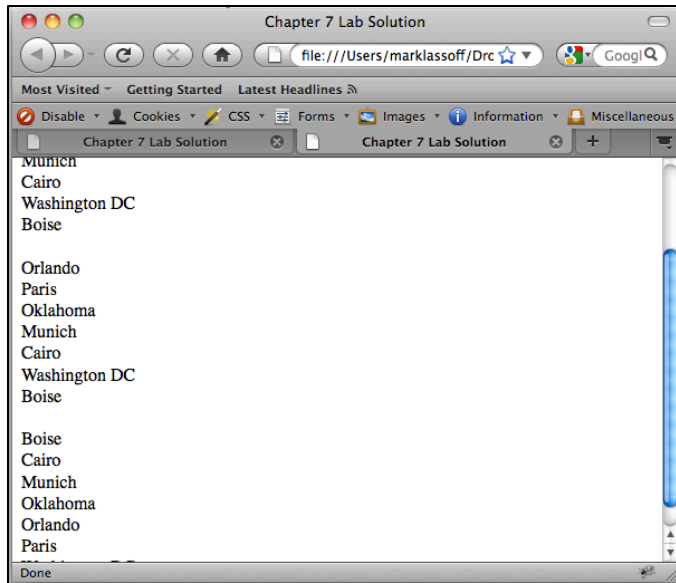 Chapter 7 Lab Solution
file:///Users/marklassoff/Drc
Googl
Most Visited Getting Started Latest Headlines
Disable Cookies CSS Forms Images Information Miscellaneous
Chapter 7 Lab Solution Chapter 7 Lab Solution +
Munich
Cairo
Washington DC
Boise
Orlando
Paris
Oklahoma
Munich
Cairo
Washington DC
Boise
Boise
Cairo
Munich
Oklahoma
Orlando
Paris
Done